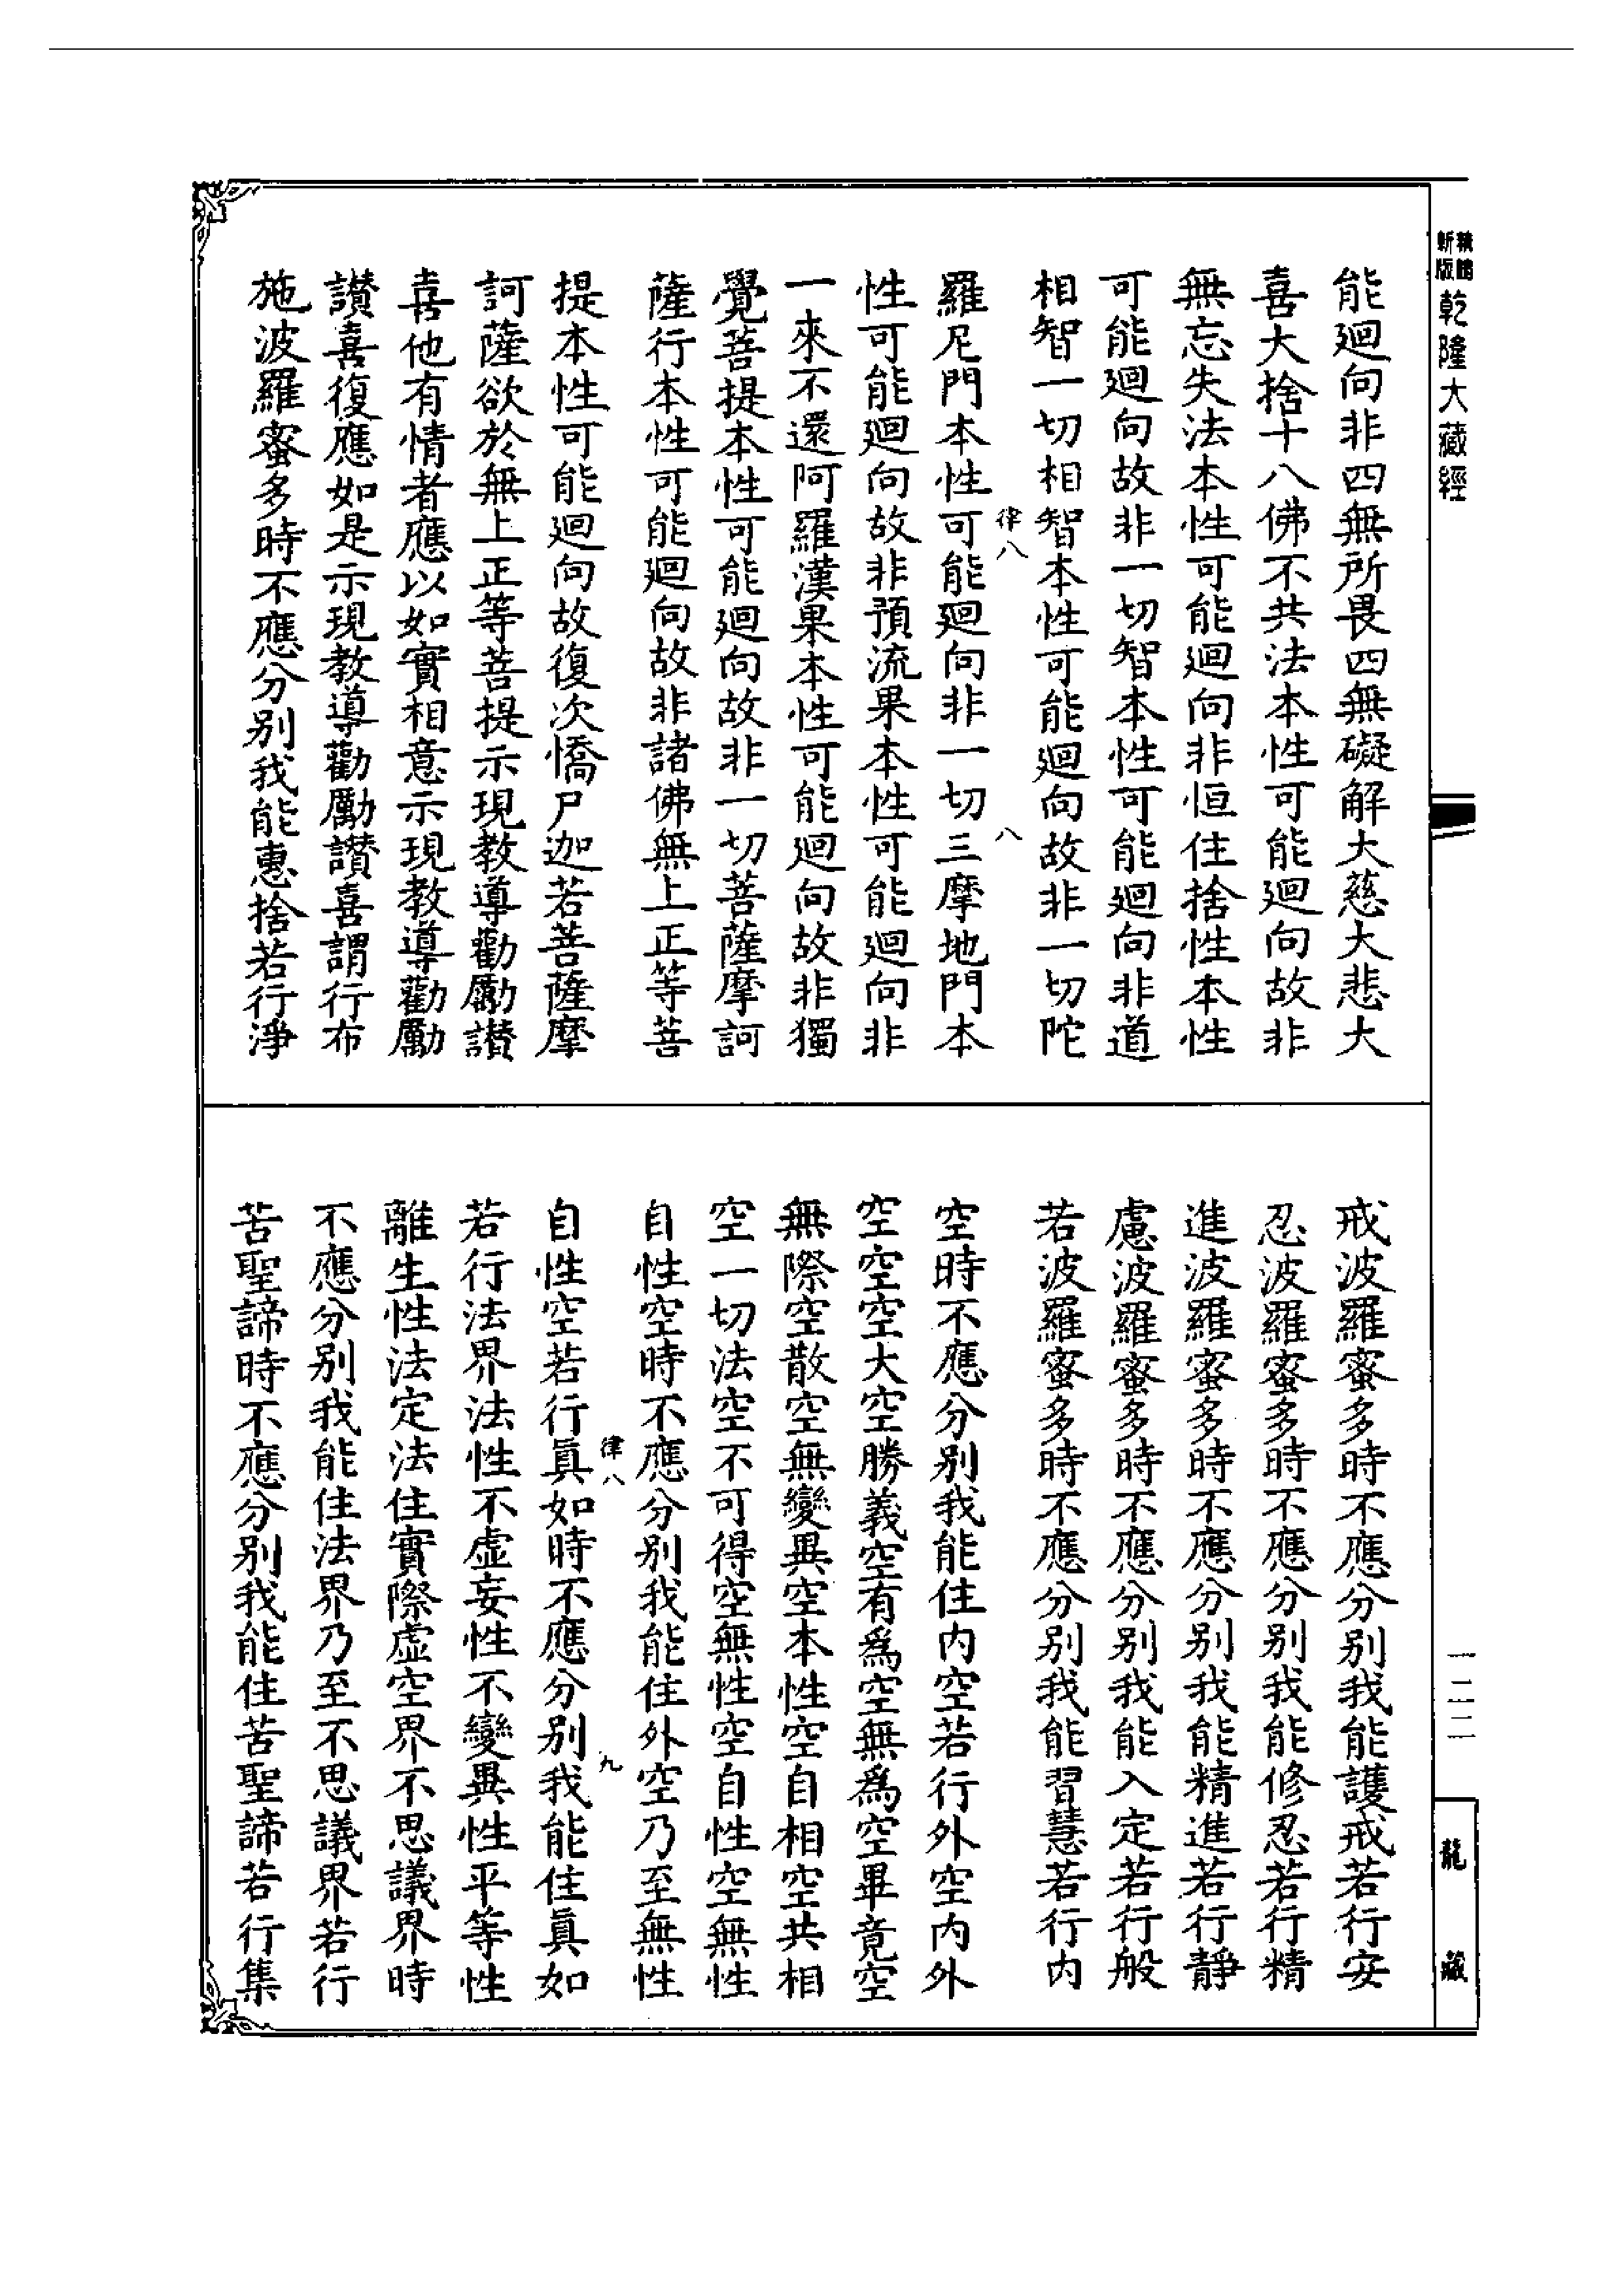 乾隆大藏經
能迴向非四無所畏四無礙解大慈大悲大
喜大捨十八佛不共法本性可能迴向故非
無忘失法本性可能迴向非恒住捨性本性
可能迴向故非一切智本性可能迴向非道
相智一切相智本性可能迴向故非一切陀
律八
八
羅尼門本性可能迴向非一切三摩地門本
性可能迴向故非預流果本性可能迴向非
一來不還阿羅漢果本性可能迴向故非獨
覺菩提本性可能迴向故非一切菩薩摩訶
薩行本性可能迴向故非諸佛無上正等菩
提本性可能迴向故復次憍尸迦若菩薩摩
訶薩欲於無上正等菩提示現教導勸勵讃
喜他有情者應以如實相意示現教導勸勵
讃喜復應如是示現教導勸勵讃喜謂行布
施波羅蜜多時不應分別我能惠捨若行淨
戒波羅蜜多時不應分別我能護戒若行安
忍波羅蜜多時不應分別我能修忍若行精
進波羅蜜多時不應分別我能精進若行靜
慮波羅蜜多時不應分別我能入定若行般
若波羅蜜多時不應分別我能習慧若行內
空時不應分別我能住內空若行外空內外
空空空大空勝義空有為空無為空畢竟空
無際空散空無變異空本性空自相空共相
空一切法空不可得空無性空自性空無性
自性空時不應分別我能住外空乃至無性
律八
九
自性空若行真如時不應分別我能住真如
若行法界法性不虛妄性不變異性平等性
離生性法定法住實際虛空界不思議界時
不應分別我能住法界乃至不思議界若行
苦聖諦時不應分別我能住苦聖諦若行集
一二二
龍藏